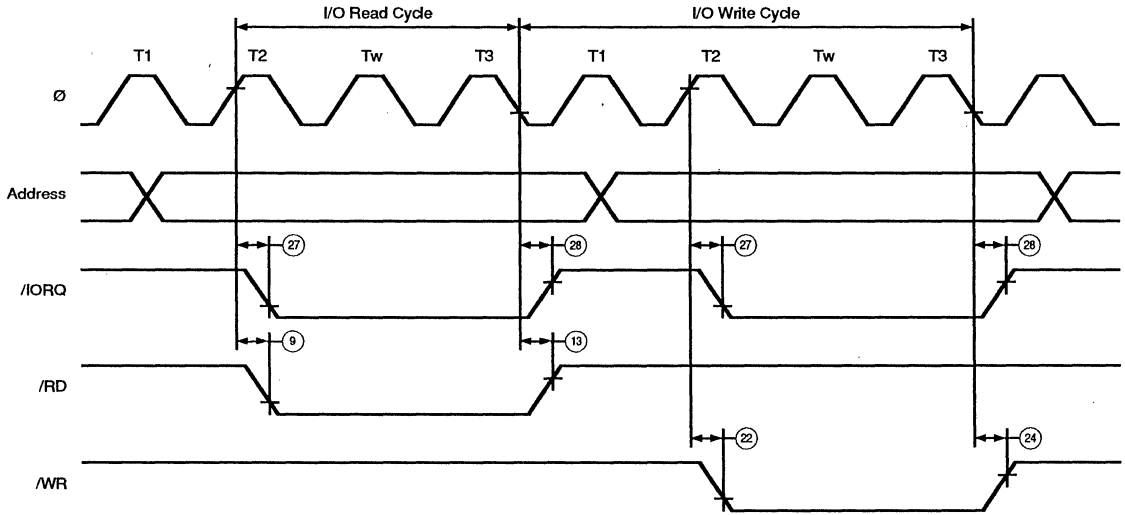 I/O Read Cycle I/O Write Cycle
T1 T2 Tw T3 T1 T2 Tw T3
Ø
Address
27 28 27 28
/IORQ
9 13
/RD
22 24
/WR